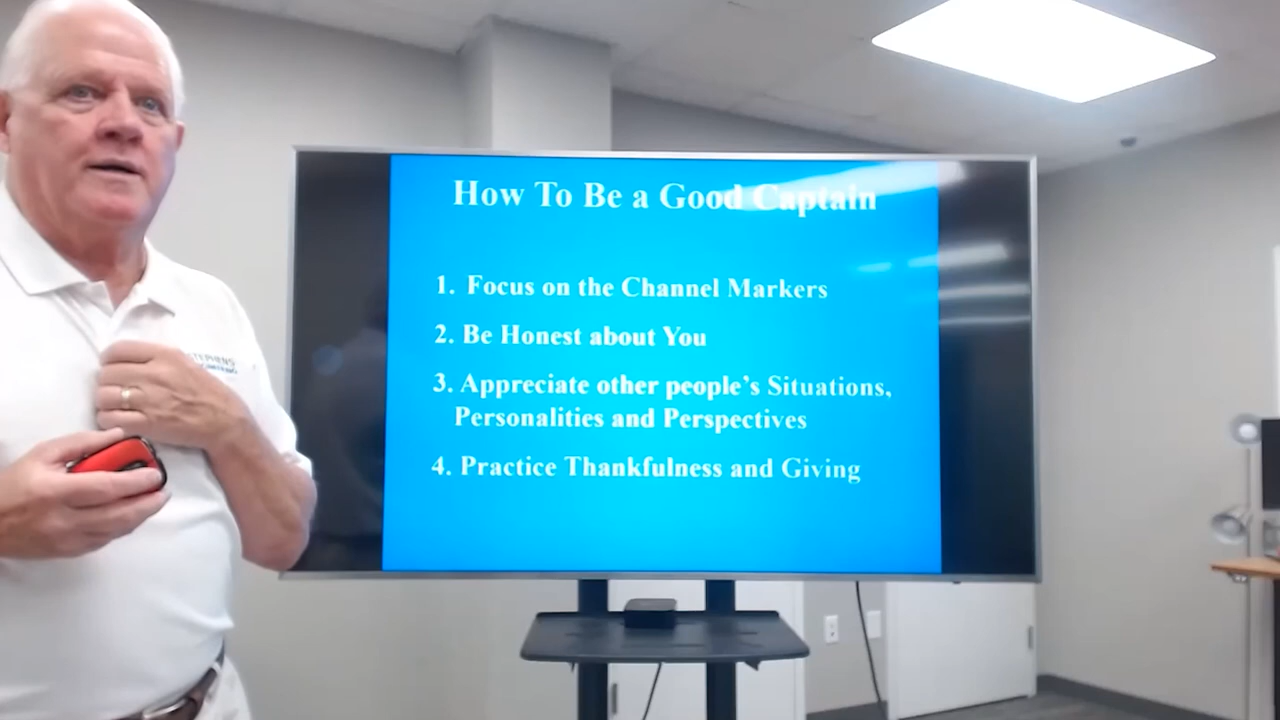 How To Be a Good Captain
1. Focus on the Channel Markers
2. Be Honest about You
3. Appreciate other people's Situations,
Personalities and Perspectives
4. Practice Thankfulness and Giving
STEPHENS